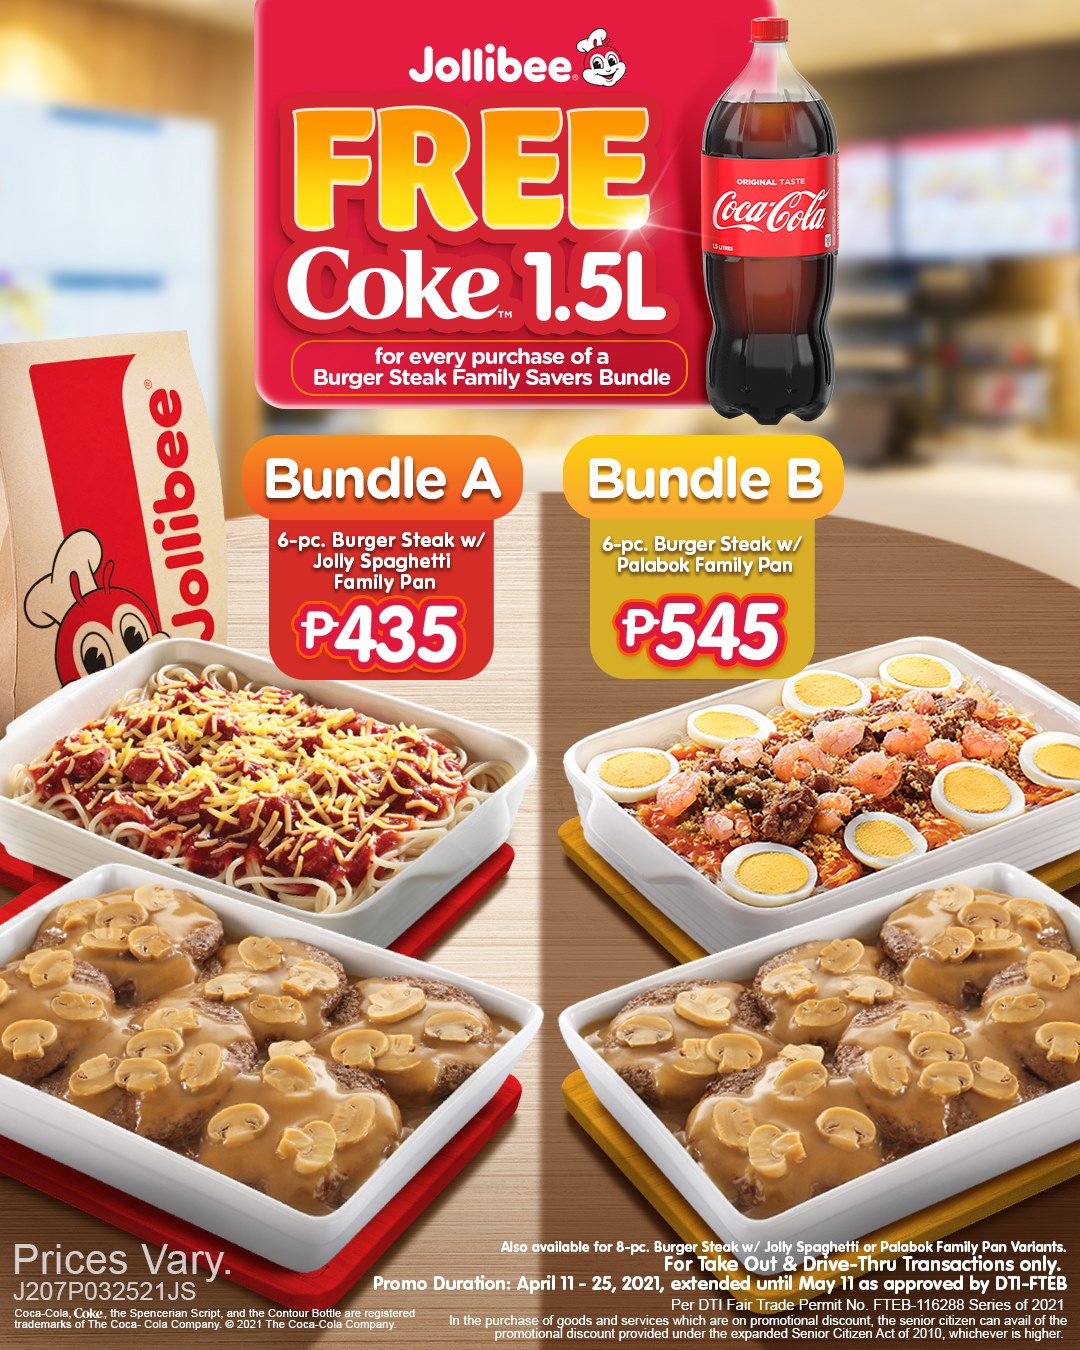 Jollibee®
FREE
Coke™ 1.5L
for every purchase of a
Burger Steak Family Savers Bundle
ORIGINAL TASTE
Coca-Cola
1.5 LITRES
Jollibee®
Bundle A
6-pc. Burger Steak w/
Jolly Spaghetti
Family Pan
₱435
Bundle B
6-pc. Burger Steak w/
Palabok Family Pan
₱545
Prices Vary.
J207P032521JS
Coca-Cola, Coke, the Spencerian Script, and the Contour Bottle are registered
trademarks of The Coca- Cola Company. © 2021 The Coca-Cola Company.
Also available for 8-pc. Burger Steak w/ Jolly Spaghetti or Palabok Family Pan Variants.
For Take Out & Drive-Thru Transactions only.
Promo Duration: April 11 - 25, 2021, extended until May 11 as approved by DTI-FTEB
Per DTI Fair Trade Permit No. FTEB-116288 Series of 2021
In the purchase of goods and services which are on promotional discount, the senior citizen can avail of the
promotional discount provided under the expanded Senior Citizen Act of 2010, whichever is higher.